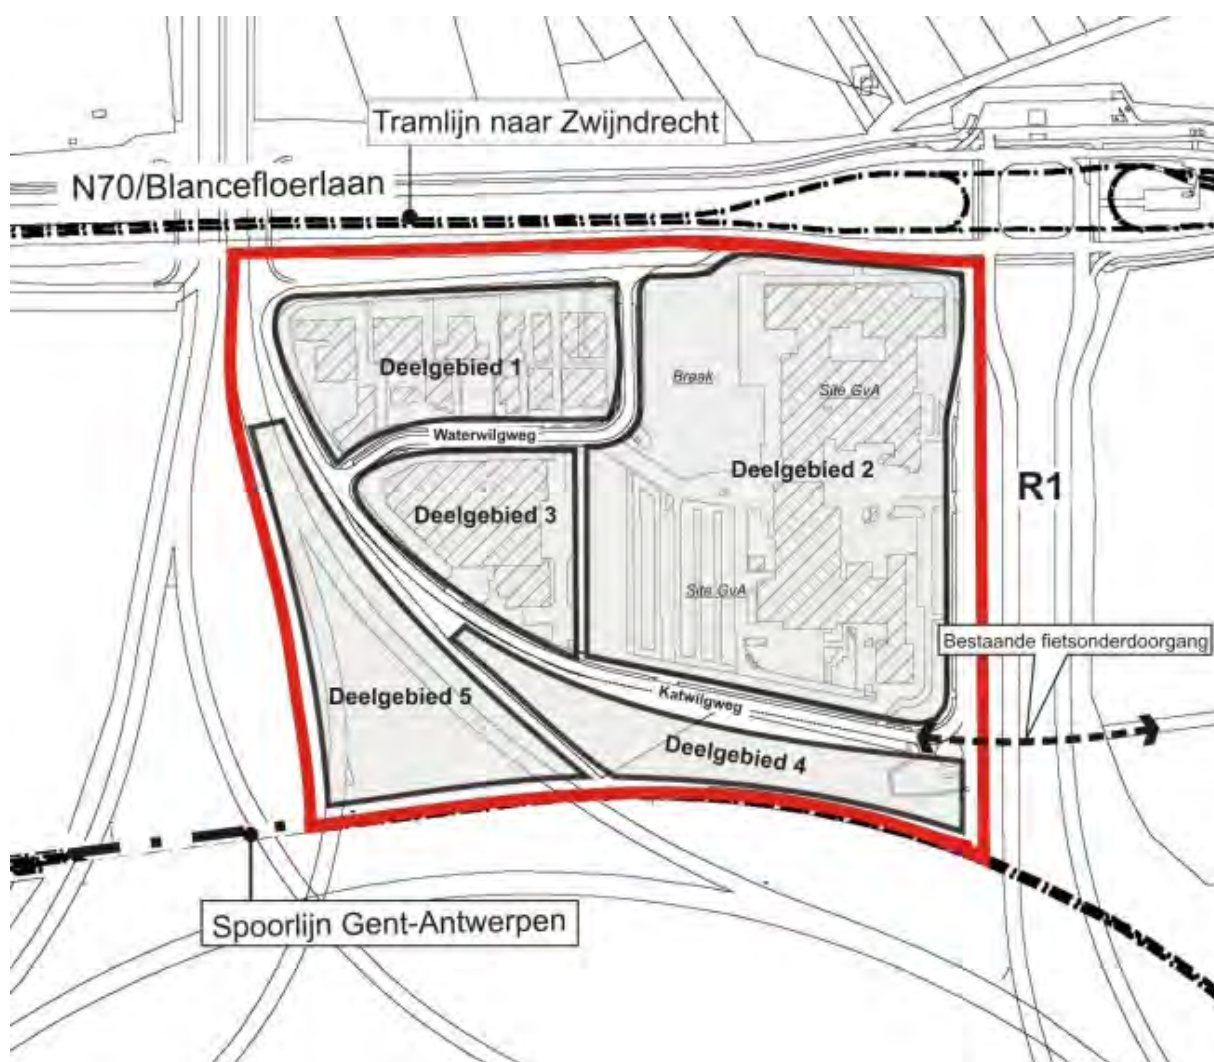 Tramlijn naar Zwijndrecht
N70/Blancefloerlaan
Deelgebied 1
Break
Site GvA
Waterwilgweg
Deelgebied 2
R1
Deelgebied 3
Site GvA
Bestaande fietsonderdoorgang
Deelgebied 5
Katwilgweg
Deelgebied 4
Spoorlijn Gent-Antwerpen